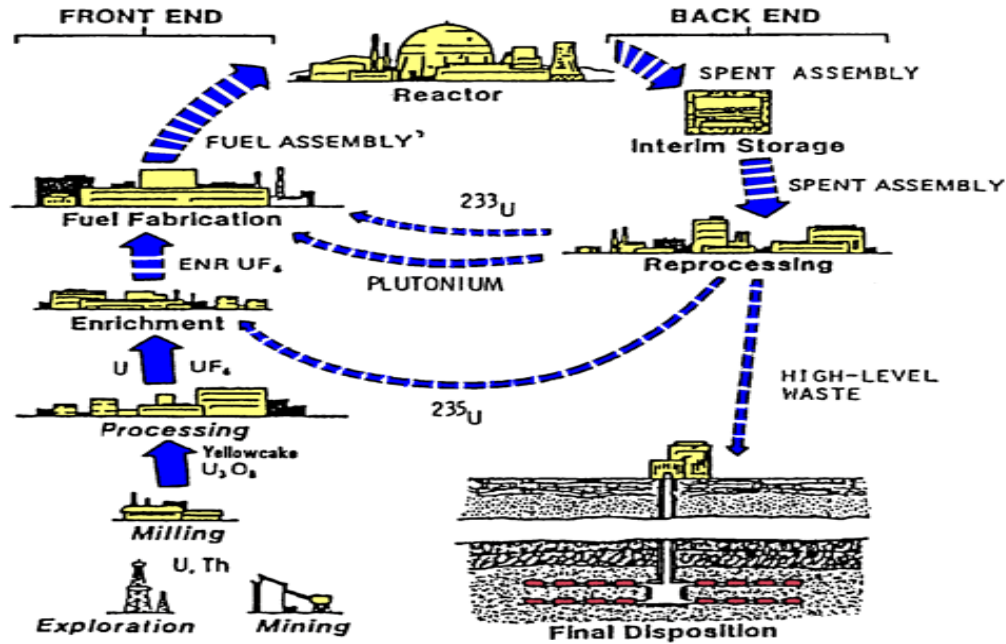 FRONT END
BACK END
Reactor
SPENT ASSEMBLY
Interim Storage
FUEL ASSEMBLY
SPENT ASSEMBLY
Fuel Fabrication
²³³U
PLUTONIUM
Reprocessing
ENR UF₆
Enrichment
U UF₆
²³⁵U
HIGH-LEVEL
WASTE
Processing
Yellowcake
U₃O₈
Milling
U, Th
Exploration
Mining
Final Disposition